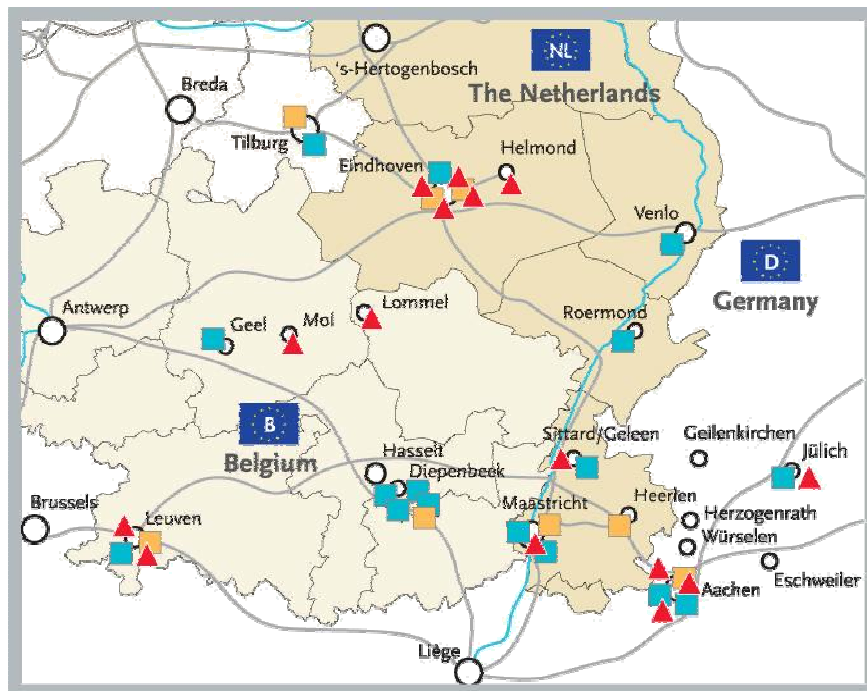 NL
's-Hertogenbosch
The Netherlands
Breda
Tilburg
Eindhoven
Helmond
Venlo
D
Germany
Antwerp
Geel
Mol
Lommel
Roermond
B
Belgium
Sittard/Geleen
Geilenkirchen
Jülich
Hasselt
Diepenbeek
Brussels
Leuven
Maastricht
Heerlen
Herzogenrath
Würselen
Aachen
Eschweiler
Liège